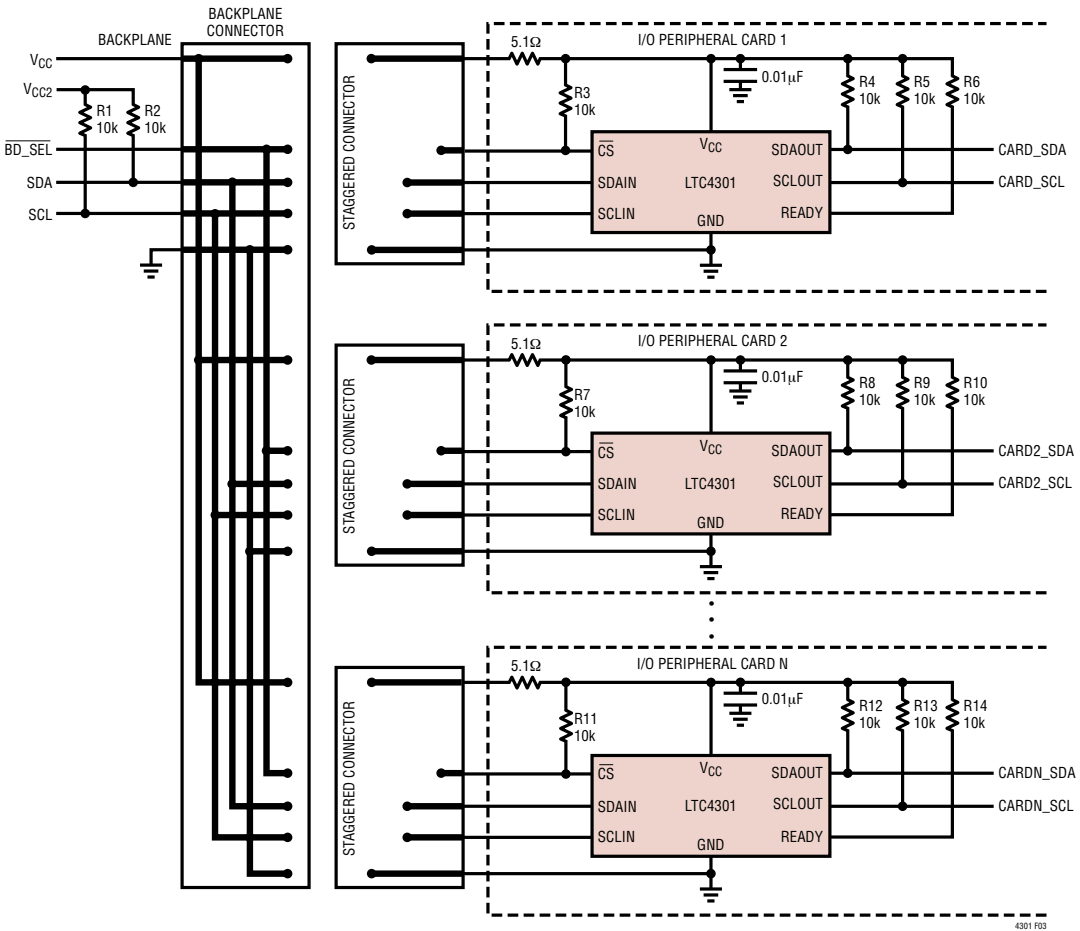 BACKPLANE
CONNECTOR
BACKPLANE
VCC
VCC2
R1
10k
R2
10k
BD_SEL
SDA
SCL
STAGGERED CONNECTOR
I/O PERIPHERAL CARD 1
5.1Ω
0.01µF
R3
10k
R4
10k
R5
10k
R6
10k
CS
VCC
SDAOUT
CARD_SDA
SDAIN
LTC4301
SCLOUT
CARD_SCL
SCLIN
GND
READY
STAGGERED CONNECTOR
I/O PERIPHERAL CARD 2
5.1Ω
0.01µF
R7
10k
R8
10k
R9
10k
R10
10k
CS
VCC
SDAOUT
CARD2_SDA
SDAIN
LTC4301
SCLOUT
CARD2_SCL
SCLIN
GND
READY
STAGGERED CONNECTOR
I/O PERIPHERAL CARD N
5.1Ω
0.01µF
R11
10k
R12
10k
R13
10k
R14
10k
CS
VCC
SDAOUT
CARDN_SDA
SDAIN
LTC4301
SCLOUT
CARDN_SCL
SCLIN
GND
READY
4301 F03